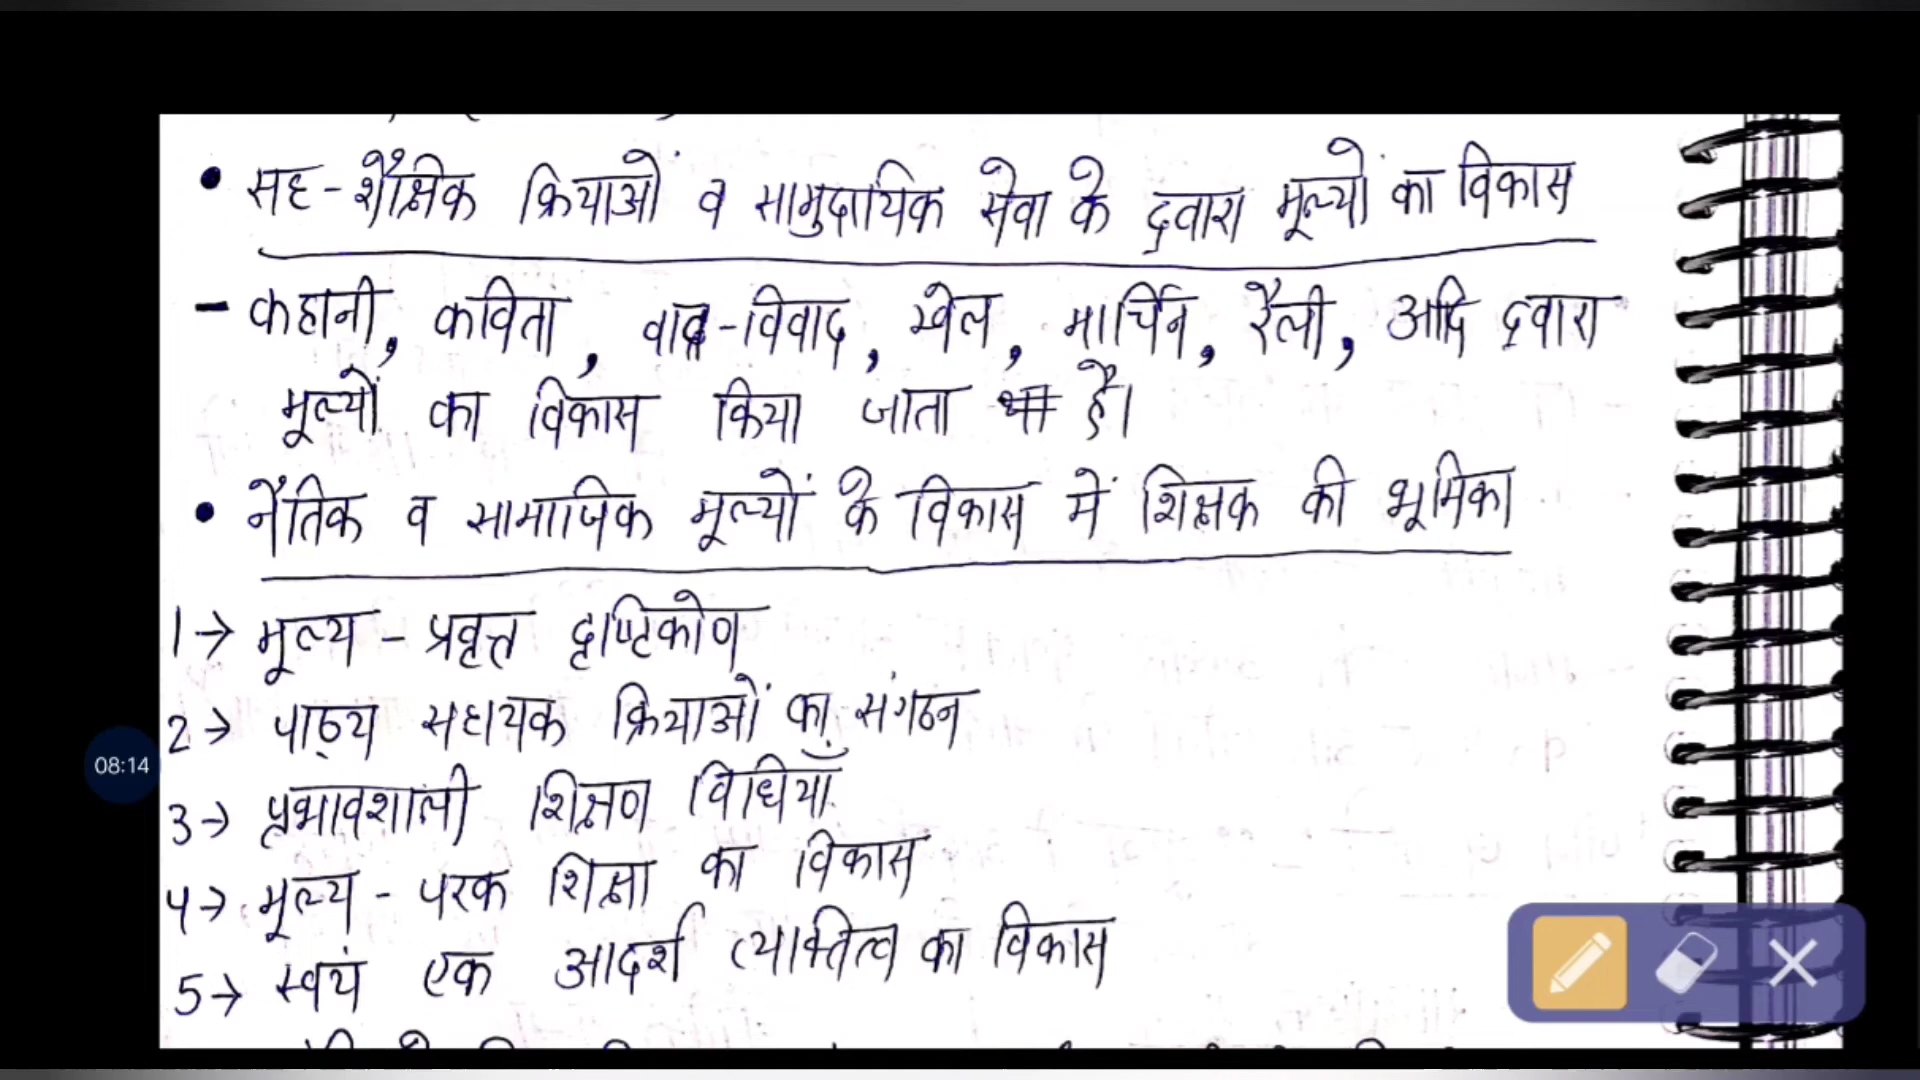 • सह-शैक्षिक क्रियाओं व सामुदायिक सेवा के द्वारा मूल्यों का विकास
- कहानी, कविता, वाद-विवाद, खेल, मार्चिन, रैली, आदि द्वारा
मूल्यों का विकास किया जाता है।
• नैतिक व सामाजिक मूल्यों के विकास में शिक्षक की भूमिका
1→ मूल्य - प्रवृत्त दृष्टिकोण
2→ पाठ्य सहायक क्रियाओं का संगठन
3→ प्रभावशाली शिक्षण विधियाँ
4→ मूल्य - परक शिक्षा का विकास
5→ स्वयं एक आदर्श व्यक्तित्व का विकास
08:14